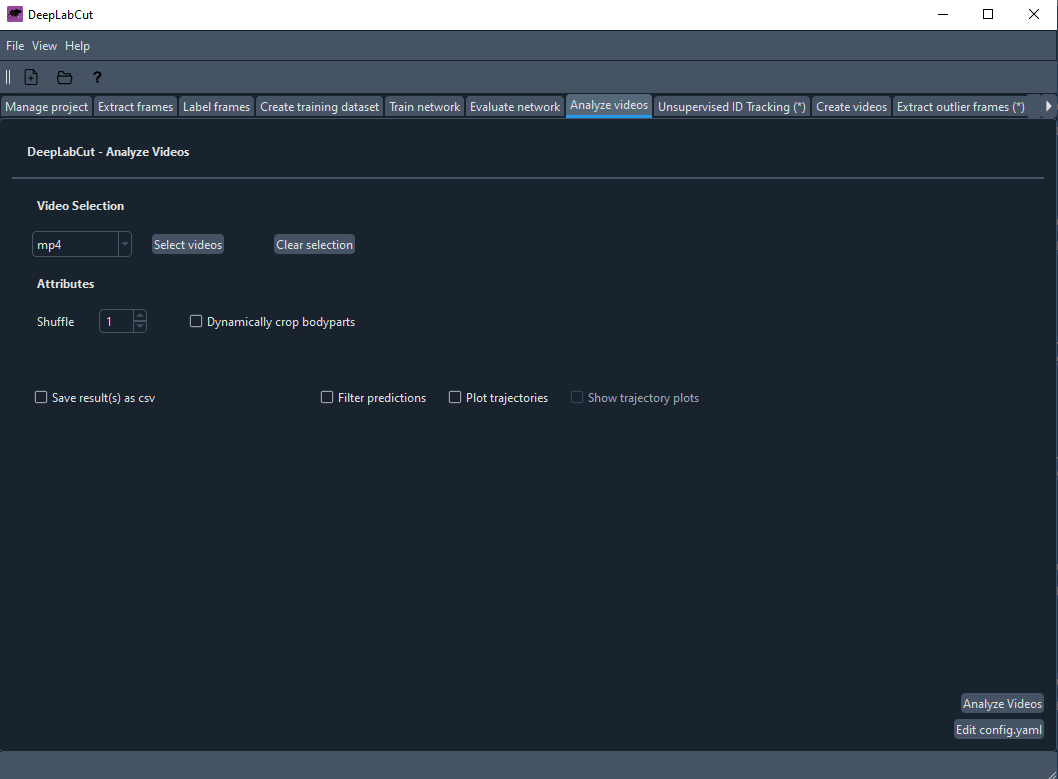 DeepLabCut
File View Help
?
Manage project Extract frames Label frames Create training dataset Train network Evaluate network Analyze videos Unsupervised ID Tracking (*) Create videos Extract outlier frames (*)
DeepLabCut - Analyze Videos
Video Selection
mp4 Select videos Clear selection
Attributes
Shuffle 1 Dynamically crop bodyparts
Save result(s) as csv Filter predictions Plot trajectories Show trajectory plots
Analyze Videos
Edit config.yaml